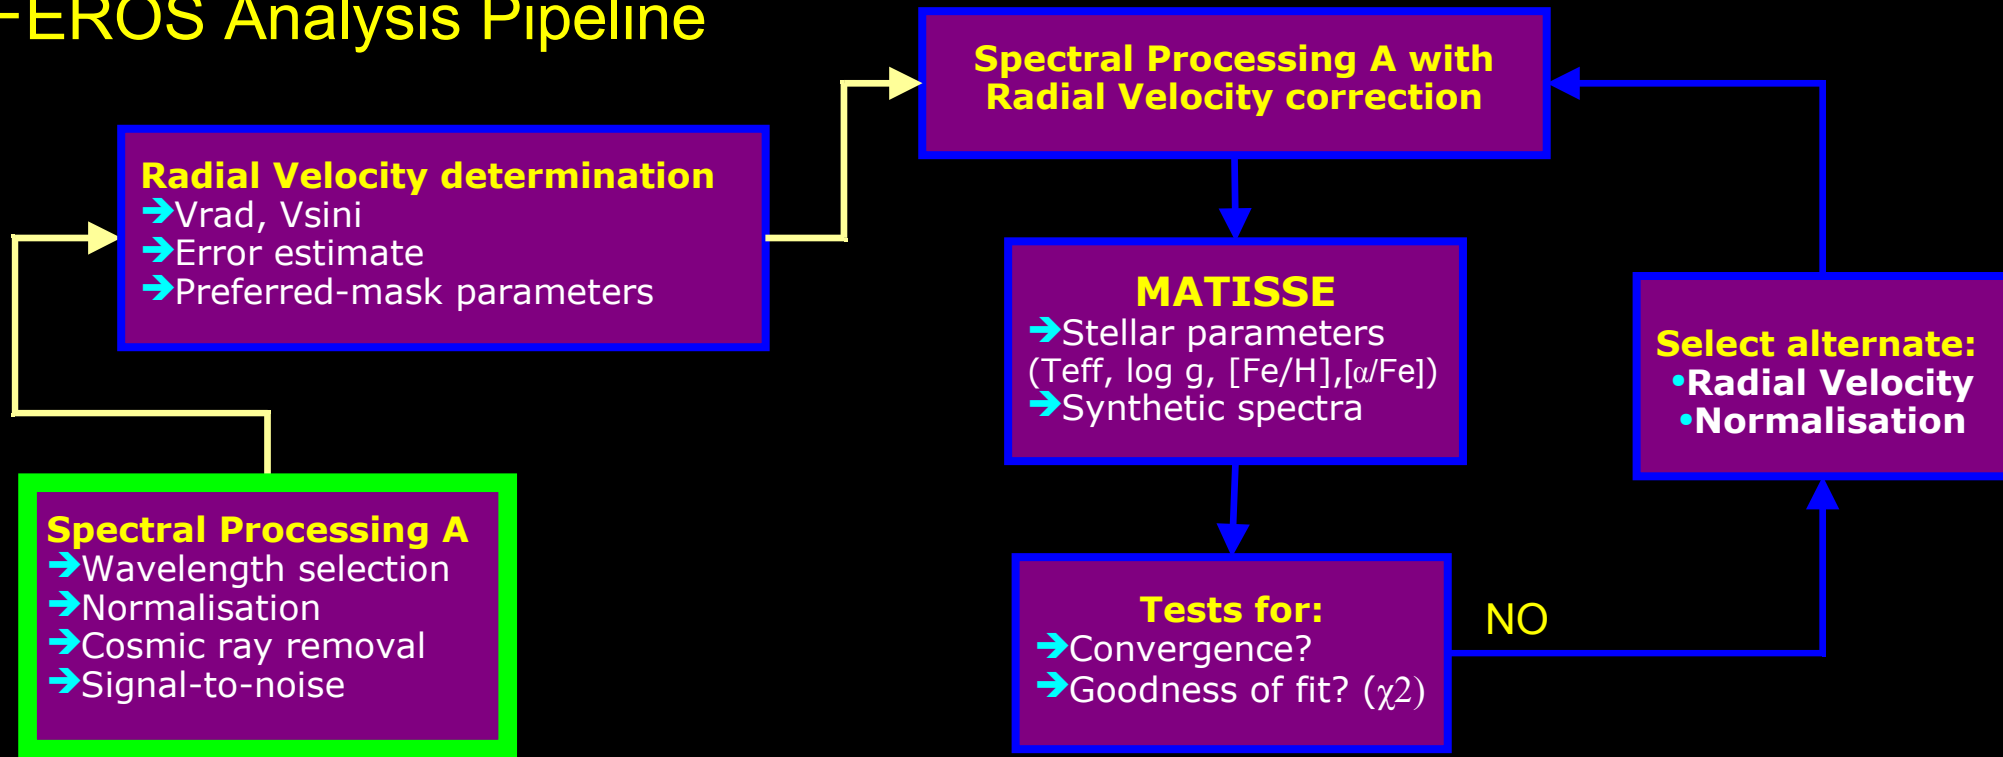 FEROS Analysis Pipeline
Spectral Processing A
➔Wavelength selection
➔Normalisation
➔Cosmic ray removal
➔Signal-to-noise
Radial Velocity determination
➔Vrad, Vsini
➔Error estimate
➔Preferred-mask parameters
Spectral Processing A with
Radial Velocity correction
MATISSE
➔Stellar parameters
(Teff, log g, [Fe/H],[α/Fe])
➔Synthetic spectra
Tests for:
➔Convergence?
➔Goodness of fit? (χ2)
NO
Select alternate:
•Radial Velocity
•Normalisation